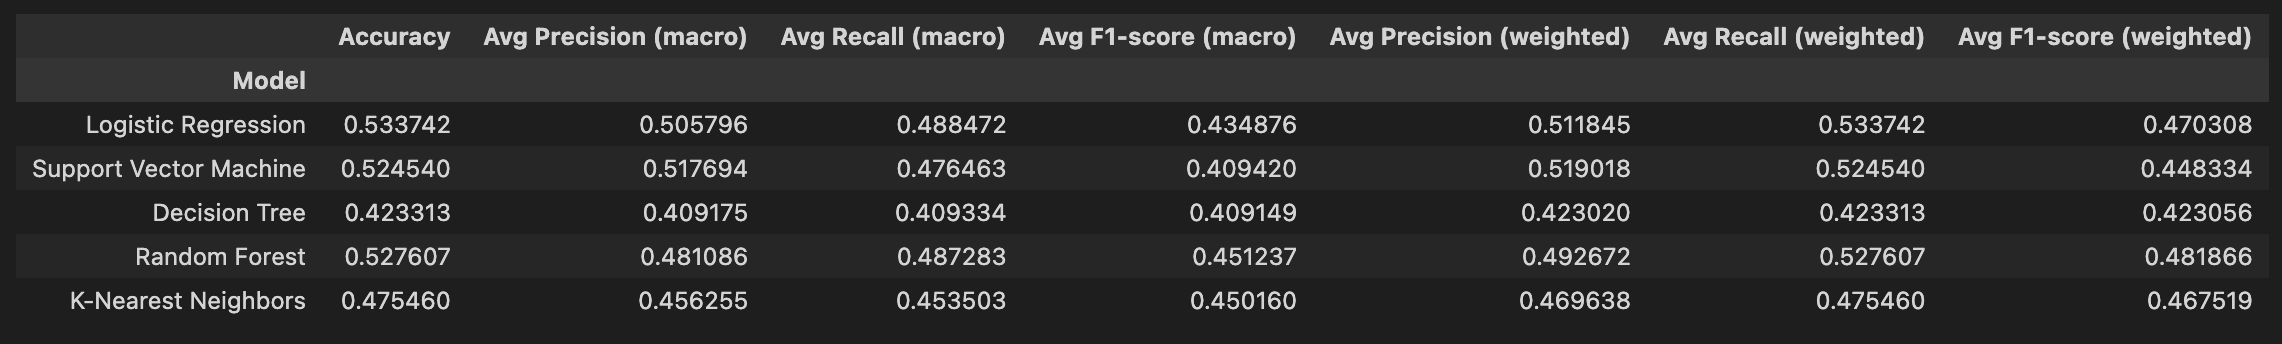 Accuracy Avg Precision (macro) Avg Recall (macro) Avg F1-score (macro) Avg Precision (weighted) Avg Recall (weighted) Avg F1-score (weighted)
Model
Logistic Regression 0.533742 0.505796 0.488472 0.434876 0.511845 0.533742 0.470308
Support Vector Machine 0.524540 0.517694 0.476463 0.409420 0.519018 0.524540 0.448334
Decision Tree 0.423313 0.409175 0.409334 0.409149 0.423020 0.423313 0.423056
Random Forest 0.527607 0.481086 0.487283 0.451237 0.492672 0.527607 0.481866
K-Nearest Neighbors 0.475460 0.456255 0.453503 0.450160 0.469638 0.475460 0.467519